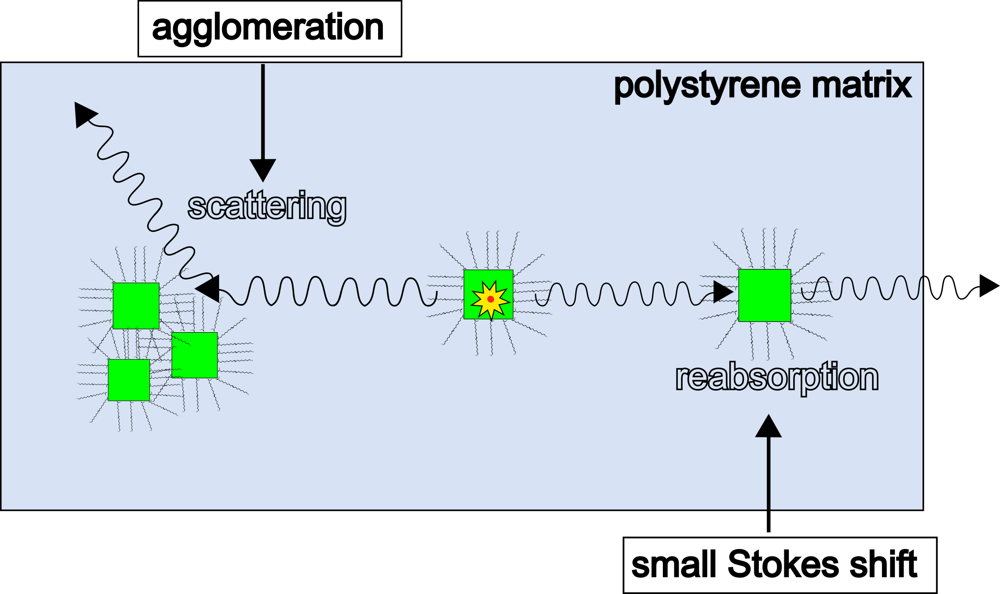 agglomeration
polystyrene matrix
scattering
reabsorption
small Stokes shift